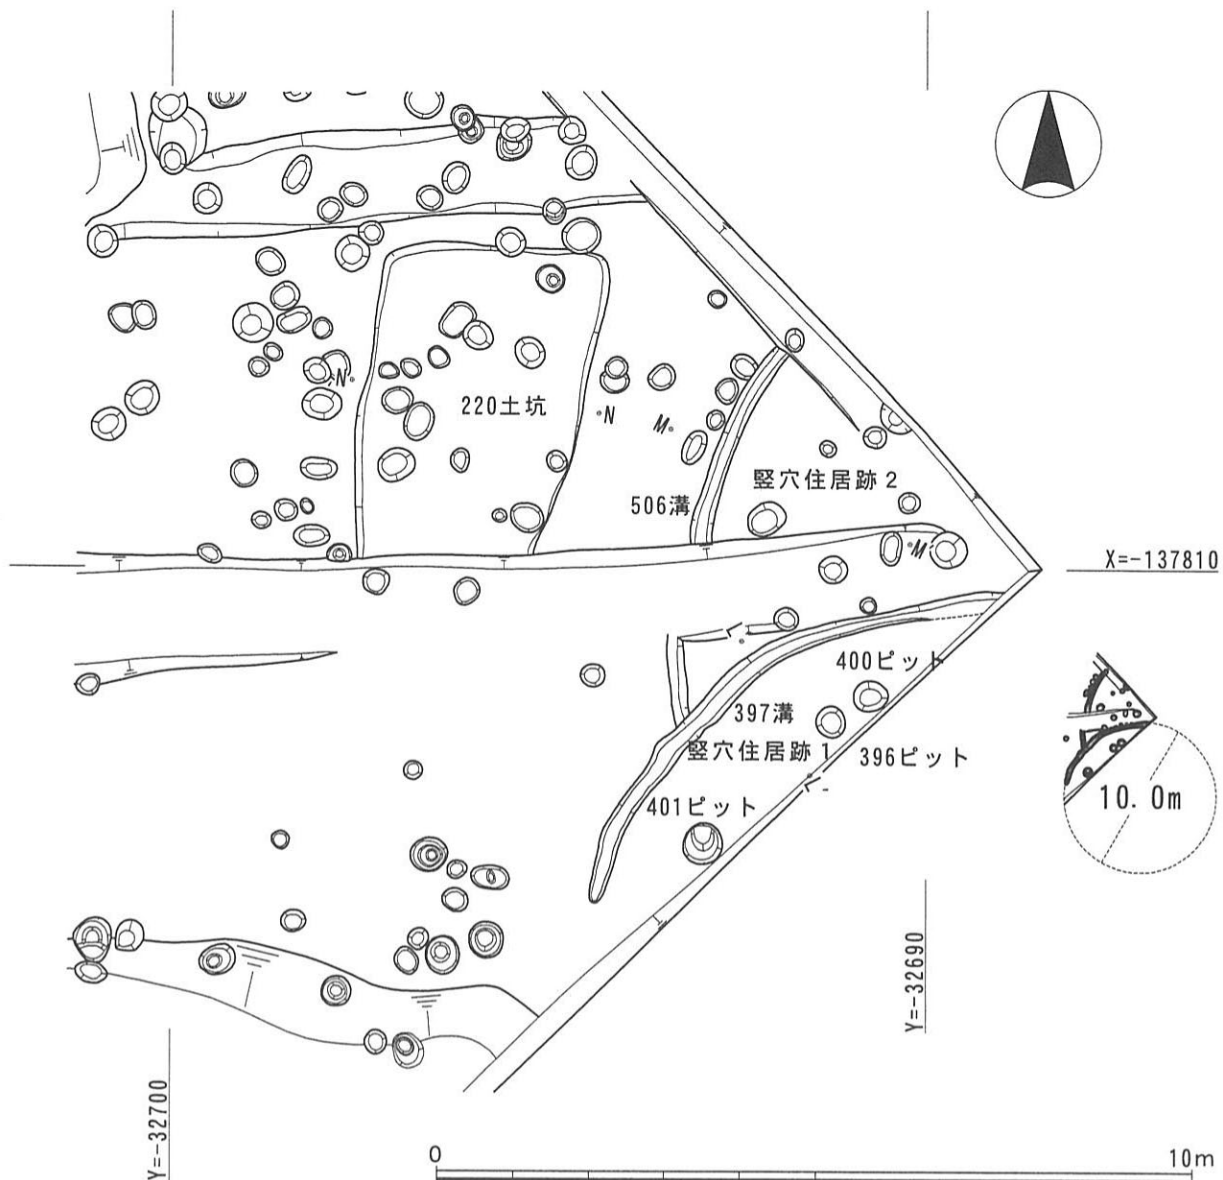 N
220土坑
N
M
竪穴住居跡 2
506溝
M
X=-137810
L
400ピット
397溝
竪穴住居跡 1
396ピット
L
401ピット
10.0m
Y=-32690
Y=-32700
0
10m